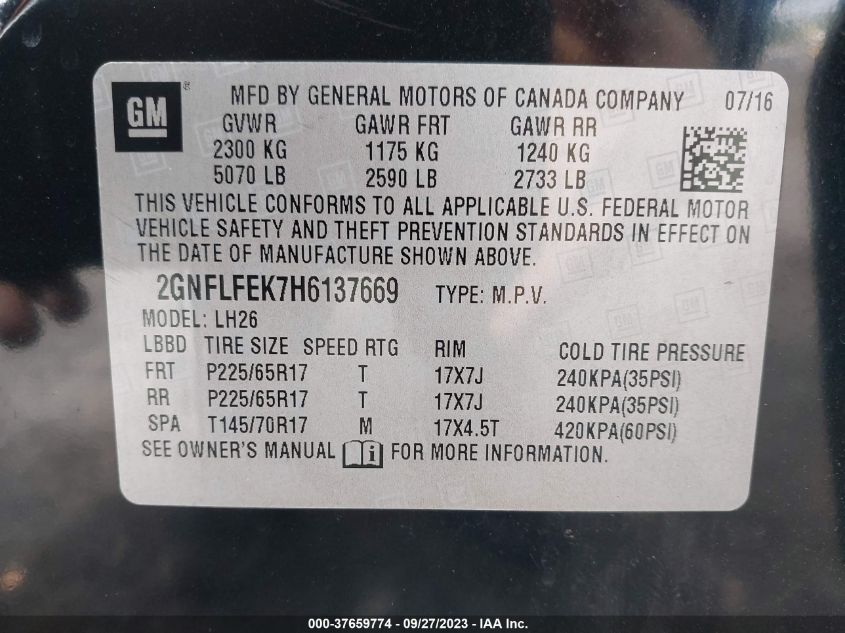 GM ® MFD BY GENERAL MOTORS OF CANADA COMPANY 07/16
GVWR GAWR FRT GAWR RR
2300 KG 1175 KG 1240 KG
5070 LB 2590 LB 2733 LB
THIS VEHICLE CONFORMS TO ALL APPLICABLE U.S. FEDERAL MOTOR
VEHICLE SAFETY AND THEFT PREVENTION STANDARDS IN EFFECT ON
THE DATE OF MANUFACTURE SHOWN ABOVE.
2GNFLFEK7H6137669 TYPE: M.P.V.
MODEL: LH26
LBBD TIRE SIZE SPEED RTG RIM COLD TIRE PRESSURE
FRT P225/65R17 T 17X7J 240KPA(35PSI)
RR P225/65R17 T 17X7J 240KPA(35PSI)
SPA T145/70R17 M 17X4.5T 420KPA(60PSI)
SEE OWNER'S MANUAL i FOR MORE INFORMATION.
000-37659774 - 09/27/2023 - IAA Inc.